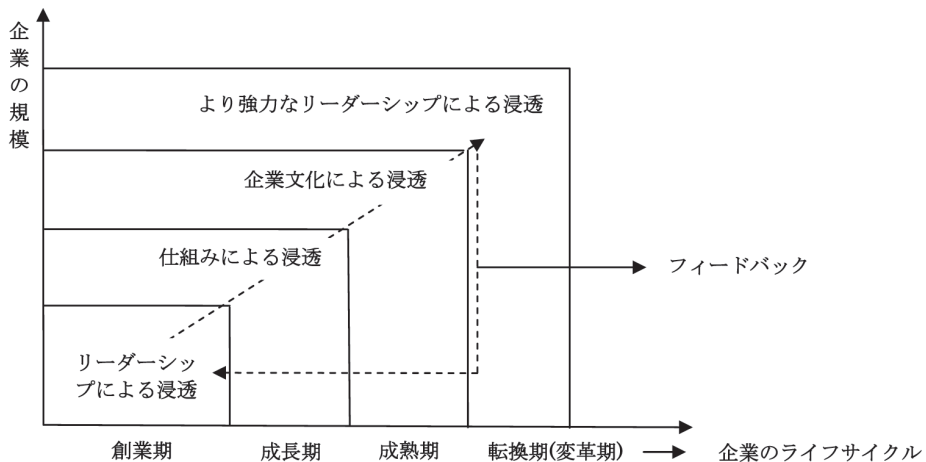 企業の規模
より強力なリーダーシップによる浸透
企業文化による浸透
仕組みによる浸透
フィードバック
リーダーシッ
プによる浸透
創業期
成長期
成熟期
転換期(変革期)
企業のライフサイクル